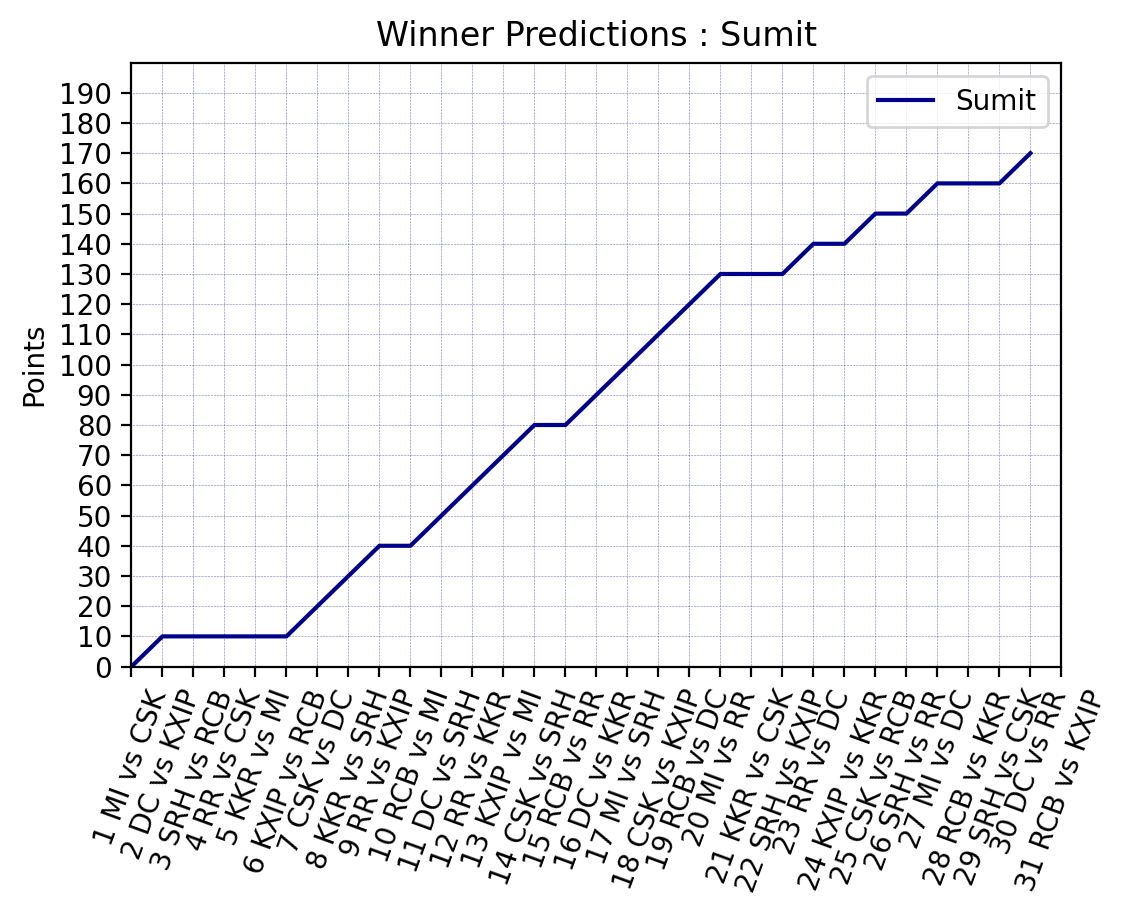 Winner Predictions : Sumit
Sumit
Points
190
180
170
160
150
140
130
120
110
100
90
80
70
60
50
40
30
20
10
0
1 MI vs CSK
2 DC vs KXIP
3 SRH vs RCB
4 RR vs CSK
5 KKR vs MI
6 KXIP vs RCB
7 CSK vs DC
8 KKR vs SRH
9 RR vs KXIP
10 RCB vs MI
11 DC vs SRH
12 RR vs KKR
13 KXIP vs MI
14 CSK vs SRH
15 RCB vs RR
16 DC vs KKR
17 MI vs SRH
18 CSK vs KXIP
19 RCB vs DC
20 MI vs RR
21 KKR vs CSK
22 SRH vs KXIP
23 RR vs DC
24 KXIP vs KKR
25 CSK vs RCB
26 SRH vs RR
27 MI vs DC
28 RCB vs KKR
29 SRH vs CSK
30 DC vs RR
31 RCB vs KXIP